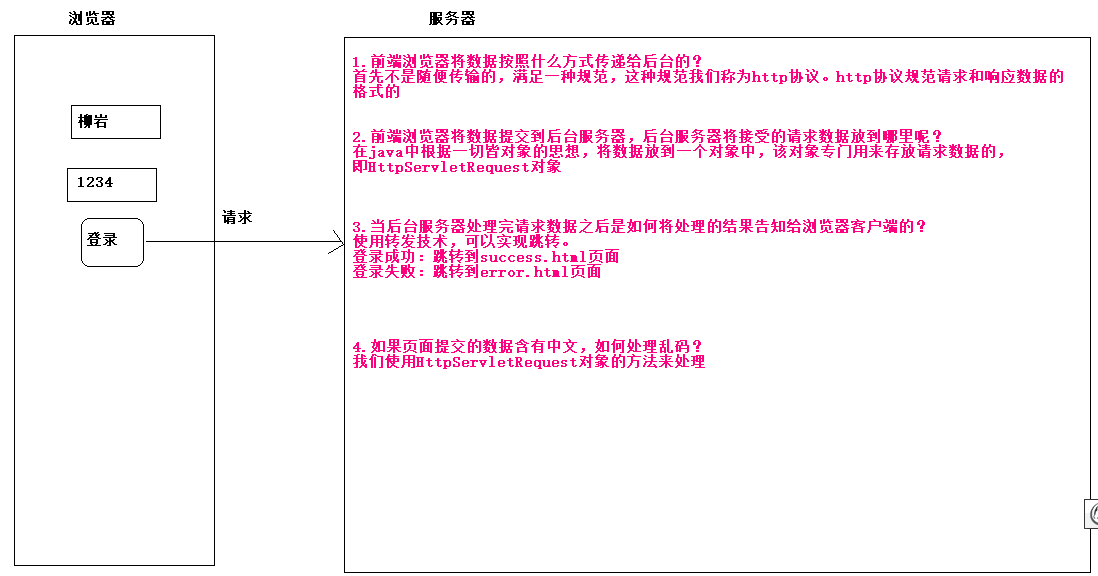 浏览器
服务器
柳岩
1234
登录
请求
1.前端浏览器将数据按照什么方式传递给后台的？
首先不是随便传输的，满足一种规范，这种规范我们称为http协议。http协议规范请求和响应数据的
格式的
2.前端浏览器将数据提交到后台服务器，后台服务器将接受的请求数据放到哪里呢？
在java中根据一切皆对象的思想，将数据放到一个对象中，该对象专门用来存放请求数据的，
即HttpServletRequest对象
3.当后台服务器处理完请求数据之后是如何将处理的结果告知给浏览器客户端的？
使用转发技术，可以实现跳转。
登录成功：跳转到success.html页面
登录失败：跳转到error.html页面
4.如果页面提交的数据含有中文，如何处理乱码？
我们使用HttpServletRequest对象的方法来处理